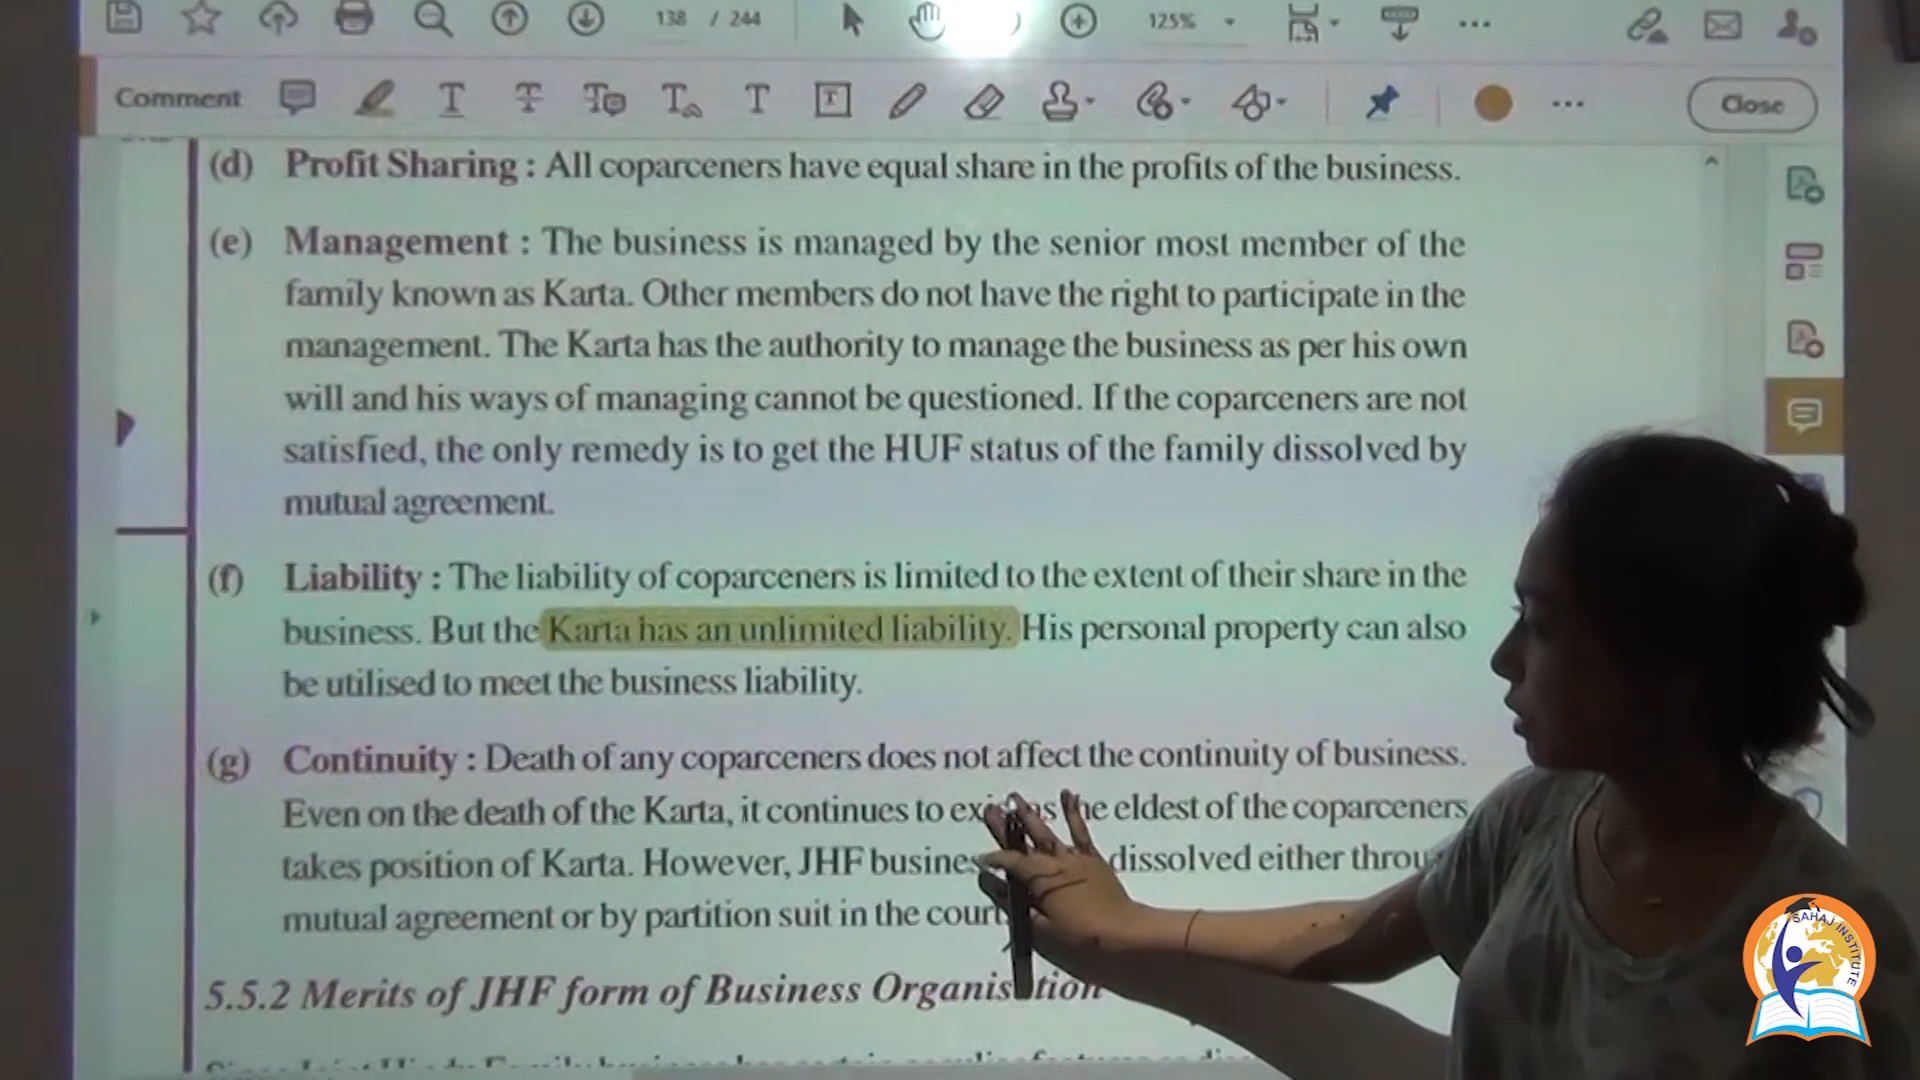 138 / 244
125%
Comment
Close
(d) Profit Sharing : All coparceners have equal share in the profits of the business.
(e) Management : The business is managed by the senior most member of the
family known as Karta. Other members do not have the right to participate in the
management. The Karta has the authority to manage the business as per his own
will and his ways of managing cannot be questioned. If the coparceners are not
satisfied, the only remedy is to get the HUF status of the family dissolved by
mutual agreement.
(f) Liability : The liability of coparceners is limited to the extent of their share in the
business. But the Karta has an unlimited liability. His personal property can also
be utilised to meet the business liability.
(g) Continuity : Death of any coparceners does not affect the continuity of business.
Even on the death of the Karta, it continues to the eldest of the coparceners
takes position of Karta. However, JHF dissolved either
mutual agreement or by partition suit in the court
5.5.2 Merits of JHF form of Business Organisation
SAHAJ INSTITUTE